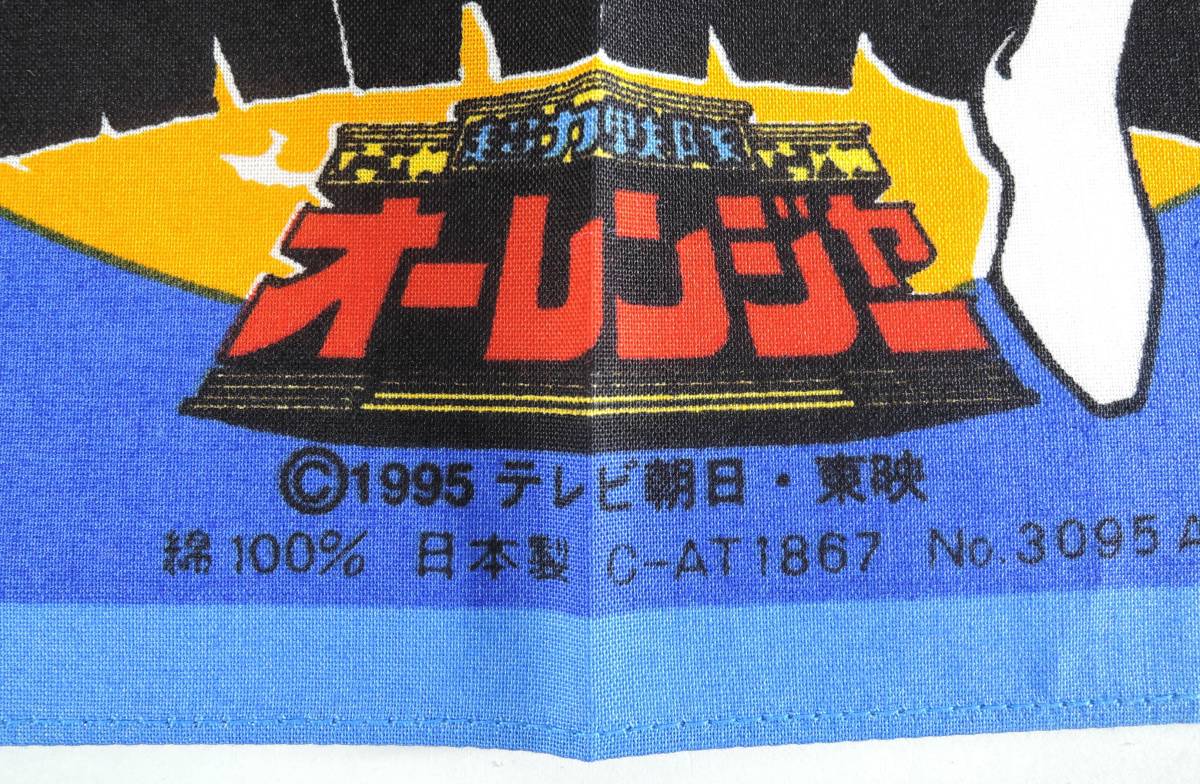 超力戦隊
オーレンジャー
©1995 テレビ朝日・東映
綿100% 日本製 C-AT1867 No.3095A